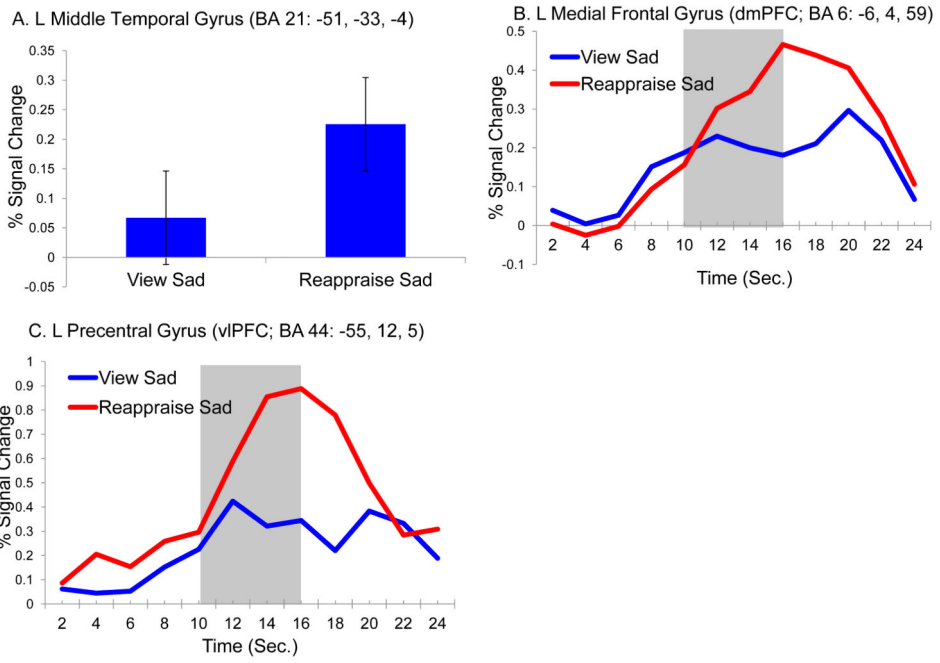 A. L Middle Temporal Gyrus (BA 21: -51, -33, -4)
% Signal Change
0.35
0.3
0.25
0.2
0.15
0.1
0.05
0
-0.05
View Sad
Reappraise Sad
B. L Medial Frontal Gyrus (dmPFC; BA 6: -6, 4, 59)
% Signal Change
0.5
0.4
0.3
0.2
0.1
0
-0.1
View Sad
Reappraise Sad
2 4 6 8 10 12 14 16 18 20 22 24
Time (Sec.)
C. L Precentral Gyrus (vlPFC; BA 44: -55, 12, 5)
% Signal Change
1
0.9
0.8
0.7
0.6
0.5
0.4
0.3
0.2
0.1
0
View Sad
Reappraise Sad
2 4 6 8 10 12 14 16 18 20 22 24
Time (Sec.)